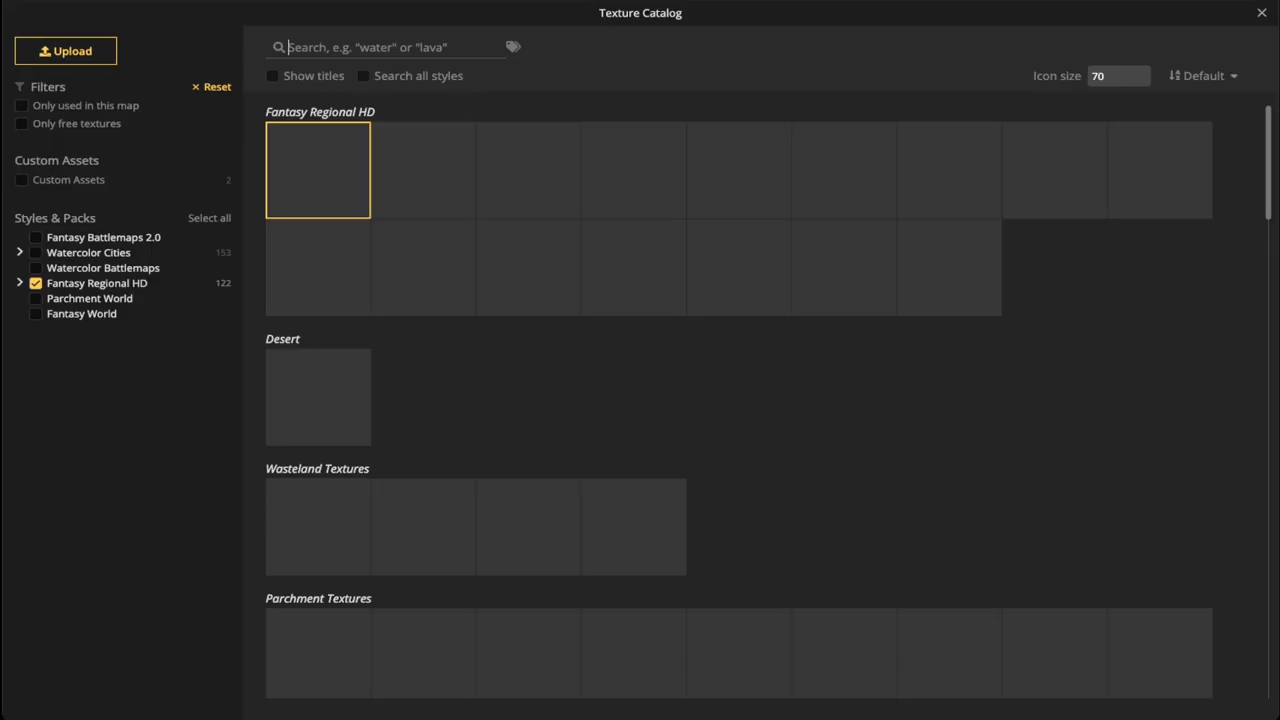 Texture Catalog
Upload
Search, e.g. "water" or "lava"
Filters
Reset
Show titles
Search all styles
Icon size
70
Default
Only used in this map
Only free textures
Fantasy Regional HD
Custom Assets
Custom Assets
2
Styles & Packs
Select all
Fantasy Battlemaps 2.0
Watercolor Cities
153
Watercolor Battlemaps
Fantasy Regional HD
122
Parchment World
Fantasy World
Desert
Wasteland Textures
Parchment Textures